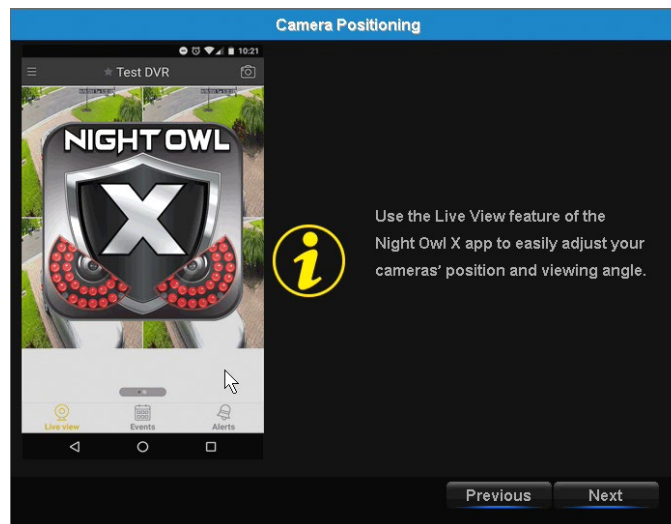 Camera Positioning
10:21
Test DVR
NIGHT OWL
X
Use the Live View feature of the
Night Owl X app to easily adjust your
cameras' position and viewing angle.
Live view
Events
Alerts
Previous
Next